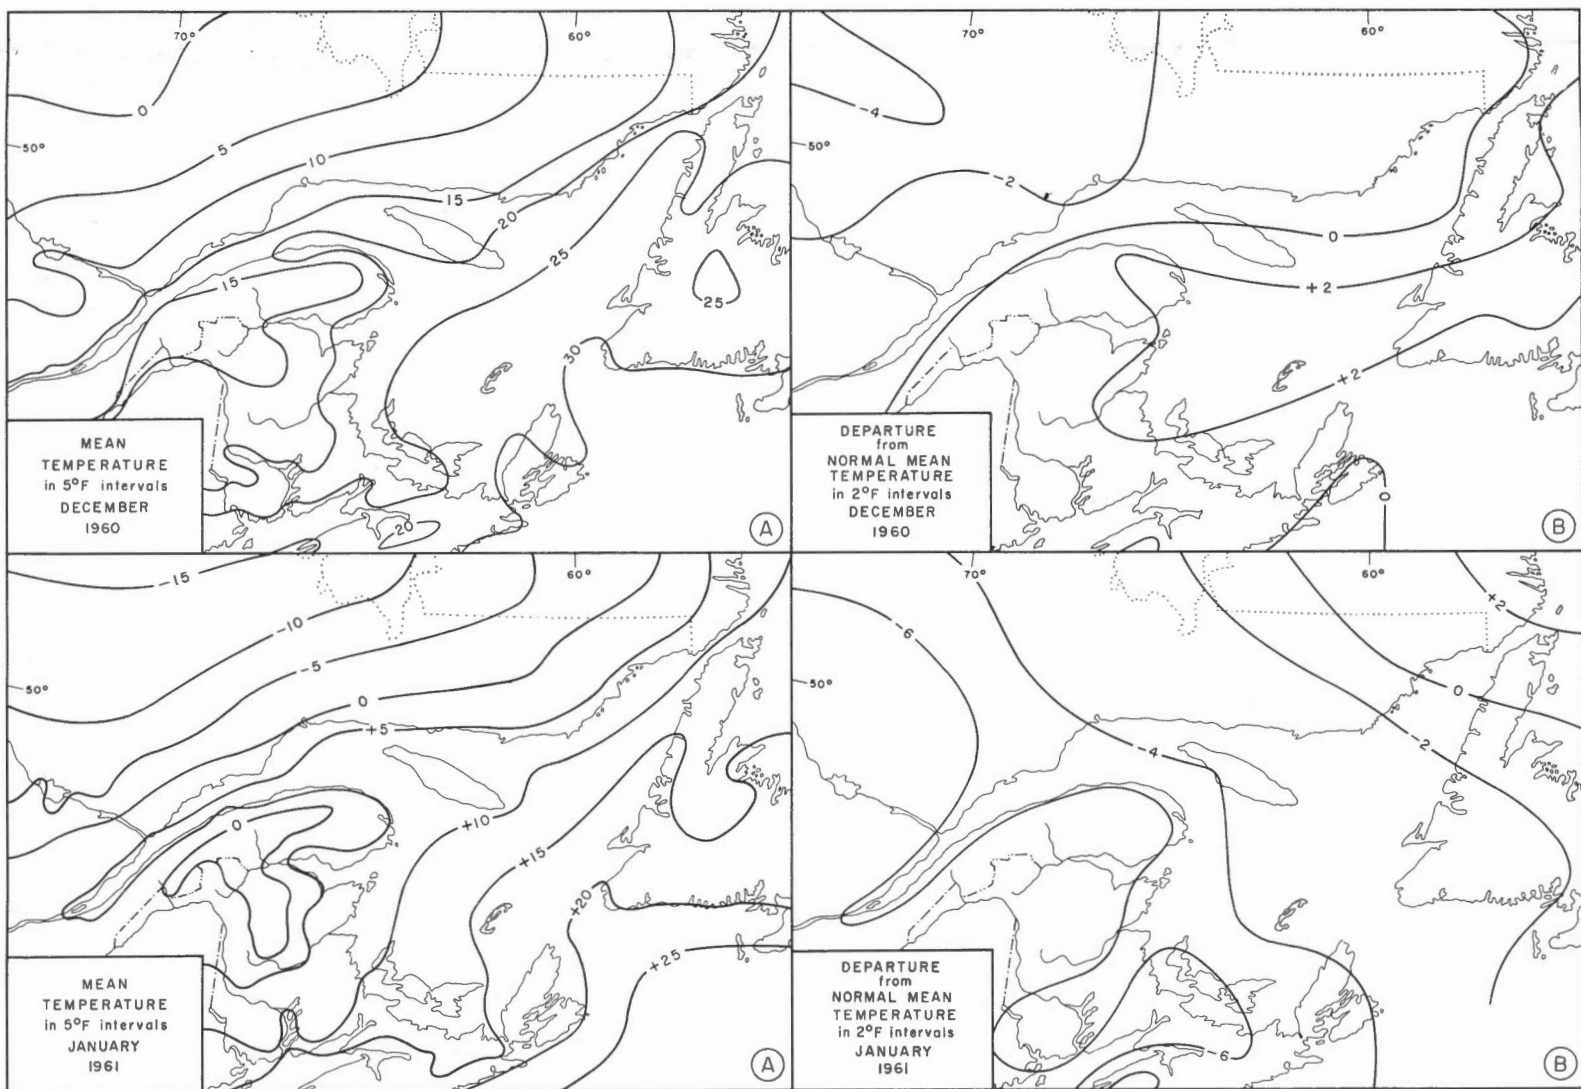 70°
60°
50°
0
5
10
15
20
25
15
25
30
20
MEAN
TEMPERATURE
in 5°F intervals
DECEMBER
1960
A
70°
60°
50°
-4
-2
0
+2
+2
0
DEPARTURE
from
NORMAL MEAN
TEMPERATURE
in 2°F intervals
DECEMBER
1960
B
60°
50°
-15
-10
-5
0
+5
0
+10
+15
+20
+25
MEAN
TEMPERATURE
in 5°F intervals
JANUARY
1961
A
70°
60°
50°
+2
-6
0
-2
-4
-6
DEPARTURE
from
NORMAL MEAN
TEMPERATURE
in 2°F intervals
JANUARY
1961
B